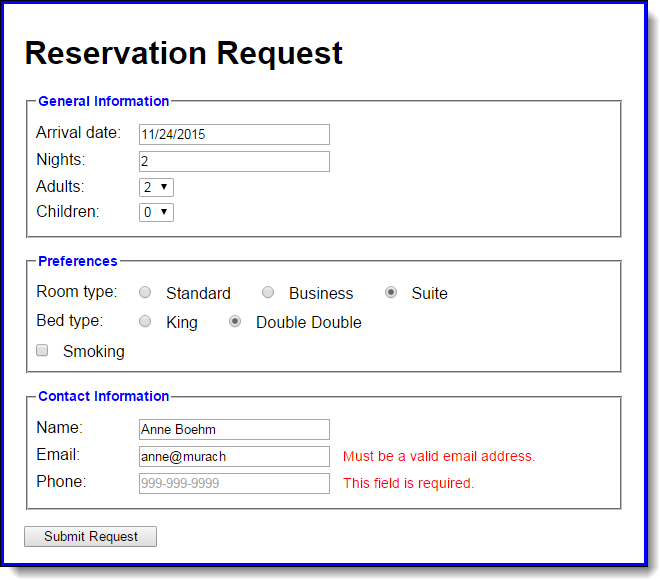 Reservation Request
General Information
Arrival date: 11/24/2015
Nights: 2
Adults: 2
Children: 0
Preferences
Room type: Standard Business Suite
Bed type: King Double Double
Smoking
Contact Information
Name: Anne Boehm
Email: anne@murach Must be a valid email address.
Phone: 999-999-9999 This field is required.
Submit Request